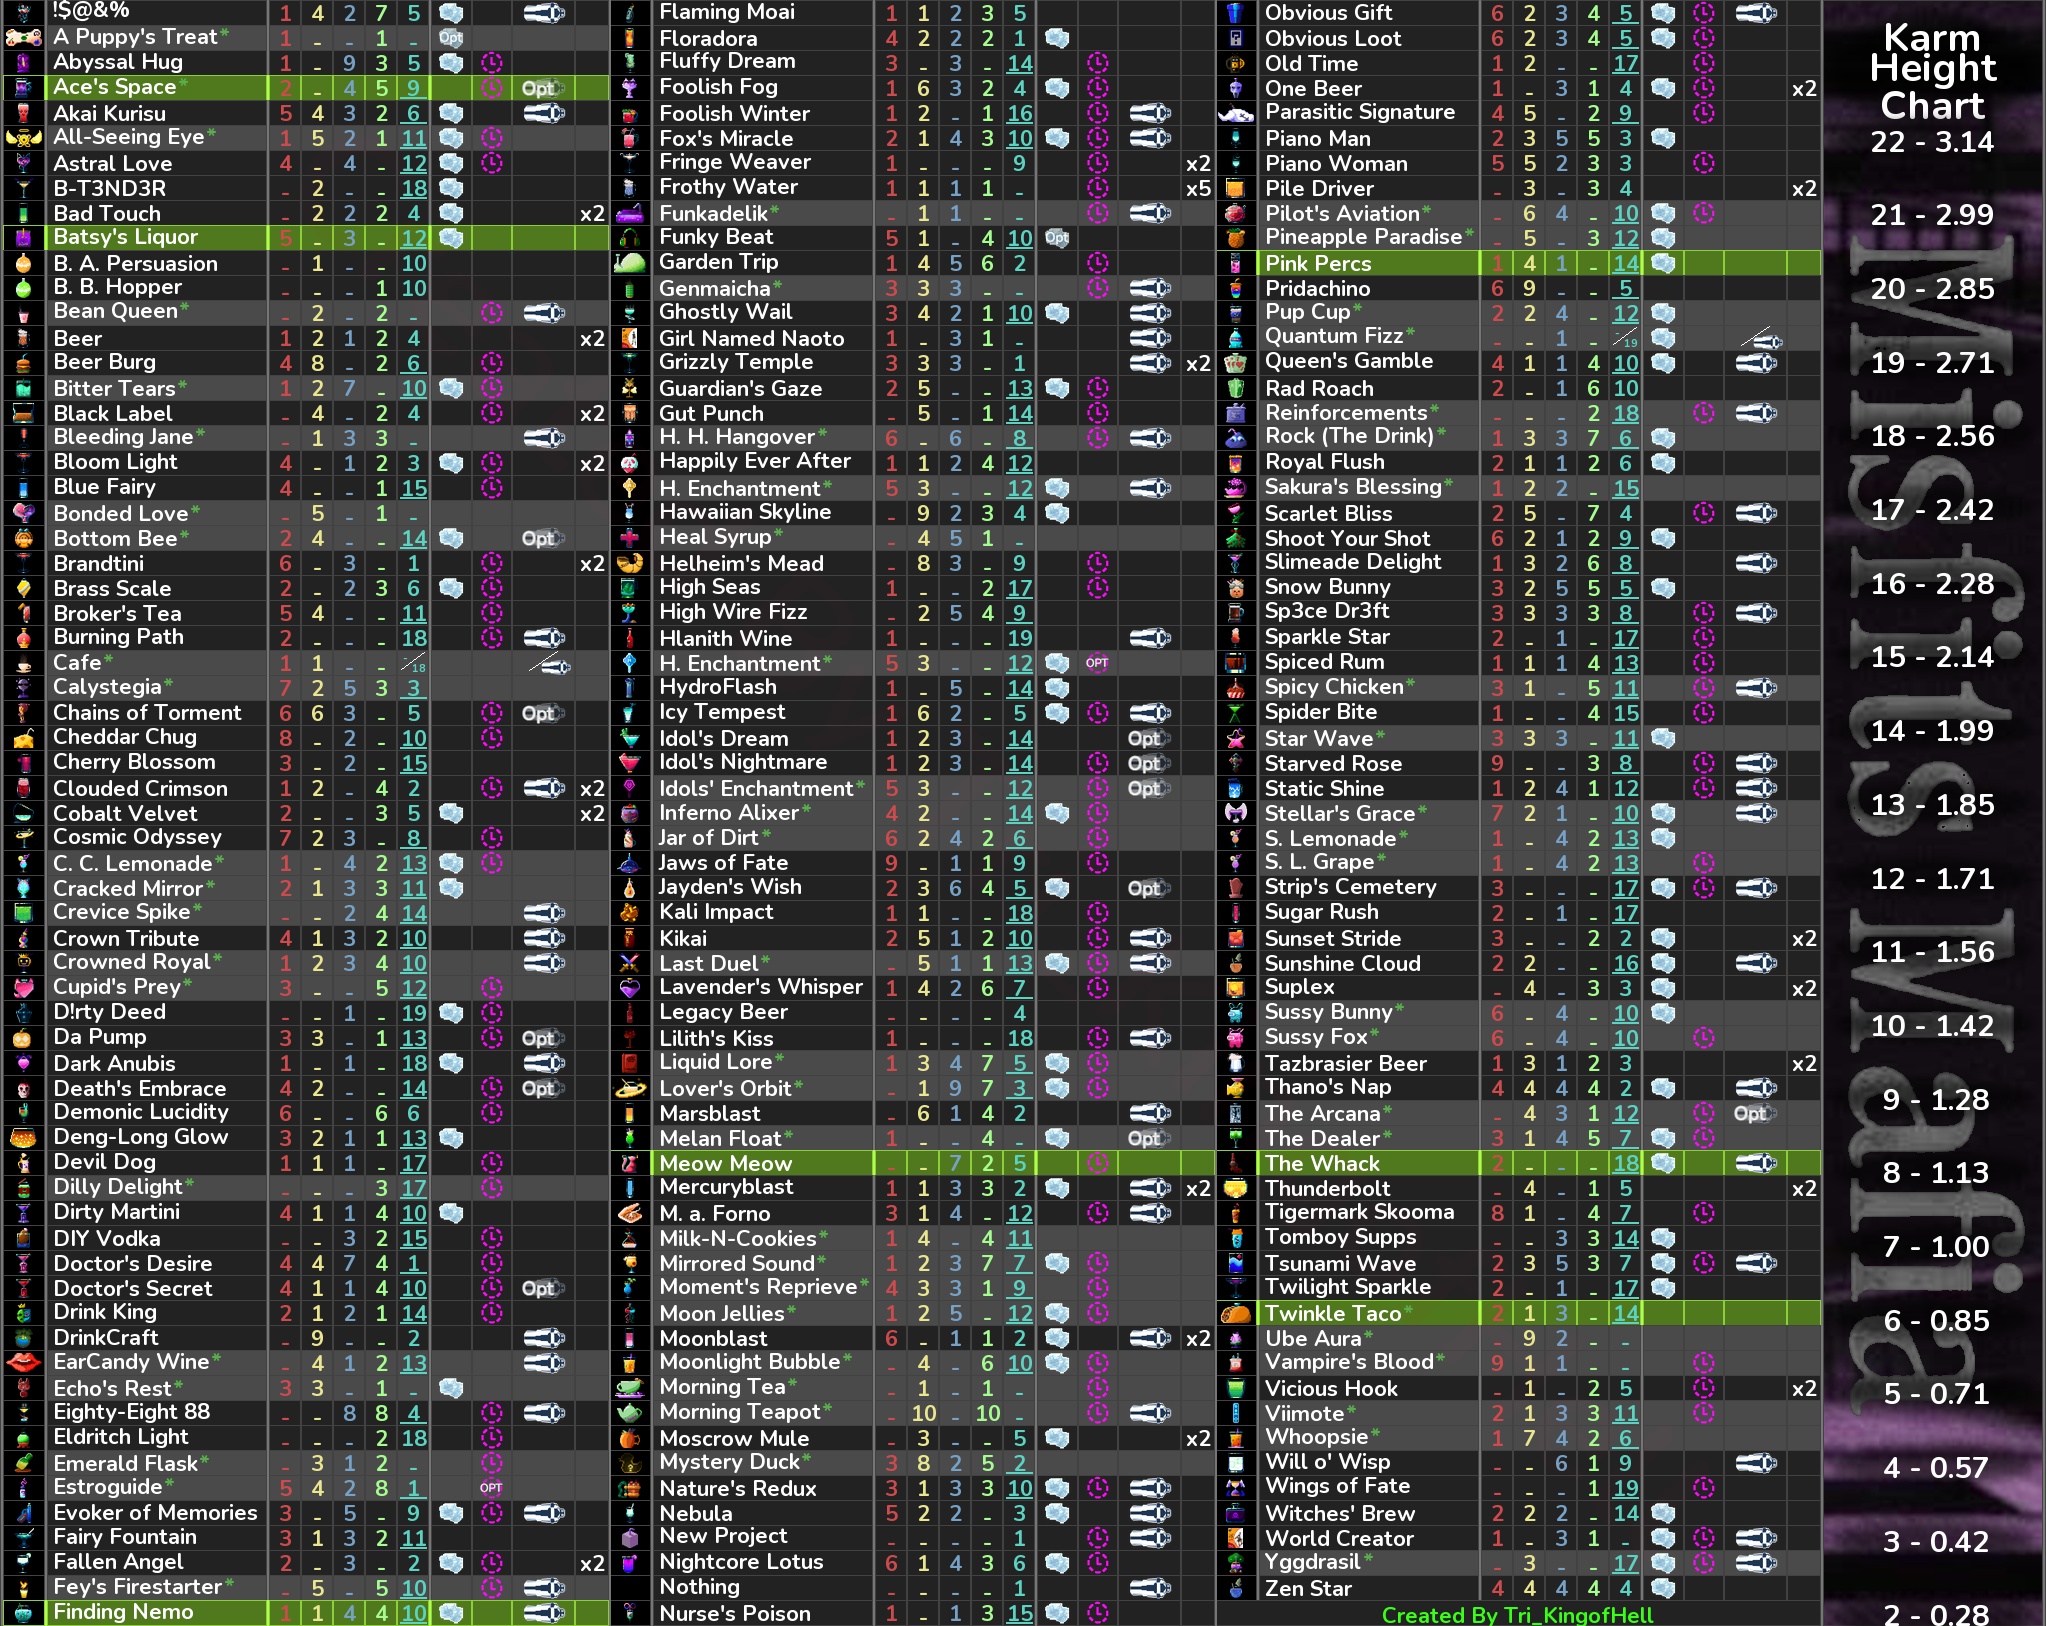 !$@&% 1 4 2 7 5
A Puppy's Treat* 1 - - 1 - Opt
Abyssal Hug 1 - 9 3 5
Ace's Space* 2 - 4 5 9 Opt
Akai Kurisu 5 4 3 2 6
All-Seeing Eye* 1 5 2 1 11
Astral Love 4 - 4 - 12
B-T3ND3R - 2 - - 18
Bad Touch - 2 2 2 4 x2
Batsy's Liquor 5 - 3 - 12
B. A. Persuasion - 1 - - 10
B. B. Hopper - - - 1 10
Bean Queen* - 2 - 2 -
Beer 1 2 1 2 4 x2
Beer Burg 4 8 - 2 6
Bitter Tears* 1 2 7 - 10
Black Label - 4 - 2 4 x2
Bleeding Jane* - 1 3 3 -
Bloom Light 4 - 1 2 3 x2
Blue Fairy 4 - - 1 15
Bonded Love* - 5 - 1 -
Bottom Bee* 2 4 - - 14 Opt
Brandtini 6 - 3 - 1 x2
Brass Scale 2 - 2 3 6
Broker's Tea 5 4 - - 11
Burning Path 2 - - - 18
Cafe* 1 1 - - -/18
Calystegia* 7 2 5 3 3
Chains of Torment 6 6 3 - 5 Opt
Cheddar Chug 8 - 2 - 10
Cherry Blossom 3 - 2 - 15
Clouded Crimson 1 2 - 4 2 x2
Cobalt Velvet 2 - - 3 5 x2
Cosmic Odyssey 7 2 3 - 8
C. C. Lemonade* 1 - 4 2 13
Cracked Mirror* 2 1 3 3 11
Crevice Spike* - - 2 4 14
Crown Tribute 4 1 3 2 10
Crowned Royal* 1 2 3 4 10
Cupid's Prey* 3 - - 5 12
D!rty Deed - - 1 - 19
Da Pump 3 3 - 1 13 Opt
Dark Anubis 1 - 1 - 18
Death's Embrace 4 2 - - 14 Opt
Demonic Lucidity 6 - - 6 6
Deng-Long Glow 3 2 1 1 13
Devil Dog 1 1 1 - 17
Dilly Delight* - - - 3 17
Dirty Martini 4 1 1 4 10
DIY Vodka - - 3 2 15
Doctor's Desire 4 4 7 4 1
Doctor's Secret 4 1 1 4 10 Opt
Drink King 2 1 2 1 14
DrinkCraft - 9 - - 2
EarCandy Wine* - 4 1 2 13
Echo's Rest* 3 3 - 1 -
Eighty-Eight 88 - - 8 8 4
Eldritch Light - - - 2 18
Emerald Flask* - 3 1 2 -
Estroguide* 5 4 2 8 1 OPT
Evoker of Memories 3 - 5 - 9
Fairy Fountain 3 1 3 2 11
Fallen Angel 2 - 3 - 2 x2
Fey's Firestarter* - 5 - 5 10
Finding Nemo 1 1 4 4 10
Flaming Moai 1 1 2 3 5
Floradora 4 2 2 2 1
Fluffy Dream 3 - 3 - 14
Foolish Fog 1 6 3 2 4
Foolish Winter 1 2 - 1 16
Fox's Miracle 2 1 4 3 10
Fringe Weaver 1 - - - 9 x2
Frothy Water 1 1 1 1 - x5
Funkadelik* - 1 1 - -
Funky Beat 5 1 - 4 10 Opt
Garden Trip 1 4 5 6 2
Genmaicha* 3 3 3 - -
Ghostly Wail 3 4 2 1 10
Girl Named Naoto 1 - 3 1 -
Grizzly Temple 3 3 3 - 1 x2
Guardian's Gaze 2 5 - - 13
Gut Punch - 5 - 1 14
H. H. Hangover* 6 - 6 - 8
Happily Ever After 1 1 2 4 12
H. Enchantment* 5 3 - - 12
Hawaiian Skyline - 9 2 3 4
Heal Syrup* - 4 5 1 -
Helheim's Mead - 8 3 - 9
High Seas 1 - - 2 17
High Wire Fizz - 2 5 4 9
Hlanith Wine 1 - - - 19
H. Enchantment* 5 3 - - 12 OPT
HydroFlash 1 - 5 - 14
Icy Tempest 1 6 2 - 5
Idol's Dream 1 2 3 - 14 Opt
Idol's Nightmare 1 2 3 - 14 Opt
Idols' Enchantment* 5 3 - - 12 Opt
Inferno Alixer* 4 2 - - 14
Jar of Dirt* 6 2 4 2 6
Jaws of Fate 9 - 1 1 9
Jayden's Wish 2 3 6 4 5 Opt
Kali Impact 1 1 - - 18
Kikai 2 5 1 2 10
Last Duel* - 5 1 1 13
Lavender's Whisper 1 4 2 6 7
Legacy Beer - - - - 4
Lilith's Kiss 1 - - - 18
Liquid Lore* 1 3 4 7 5
Lover's Orbit* - 1 9 7 3
Marsblast - 6 1 4 2
Melan Float* 1 - - 4 - Opt
Meow Meow - - 7 2 5
Mercuryblast 1 1 3 3 2 x2
M. a. Forno 3 1 4 - 12
Milk-N-Cookies* 1 4 - 4 11
Mirrored Sound* 1 2 3 7 7
Moment's Reprieve* 4 3 3 1 9
Moon Jellies* 1 2 5 - 12
Moonblast 6 - 1 1 2 x2
Moonlight Bubble* - 4 - 6 10
Morning Tea* - 1 - 1 -
Morning Teapot* - 10 - 10 -
Moscrow Mule - 3 - - 5 x2
Mystery Duck* 3 8 2 5 2
Nature's Redux 3 1 3 3 10
Nebula 5 2 2 - 3
New Project - - - - 1
Nightcore Lotus 6 1 4 3 6
Nothing - - - - 1
Nurse's Poison 1 - 1 3 15
Obvious Gift 6 2 3 4 5
Obvious Loot 6 2 3 4 5
Old Time 1 2 - - 17
One Beer 1 - 3 1 4 x2
Parasitic Signature 4 5 - 2 9
Piano Man 2 3 5 5 3
Piano Woman 5 5 2 3 3
Pile Driver - 3 - 3 4 x2
Pilot's Aviation* - 6 4 - 10
Pineapple Paradise* - 5 - 3 12
Pink Percs 1 4 1 - 14
Pridachino 6 9 - - 5
Pup Cup* 2 2 4 - 12
Quantum Fizz* - - 1 - -/19
Queen's Gamble 4 1 1 4 10
Rad Roach 2 - 1 6 10
Reinforcements* - - - 2 18
Rock (The Drink)* 1 3 3 7 6
Royal Flush 2 1 1 2 6
Sakura's Blessing* 1 2 2 - 15
Scarlet Bliss 2 5 - 7 4
Shoot Your Shot 6 2 1 2 9
Slimeade Delight 1 3 2 6 8
Snow Bunny 3 2 5 5 5
Sp3ce Dr3ft 3 3 3 3 8
Sparkle Star 2 - 1 - 17
Spiced Rum 1 1 1 4 13
Spicy Chicken* 3 1 - 5 11
Spider Bite 1 - - 4 15
Star Wave* 3 3 3 - 11
Starved Rose 9 - - 3 8
Static Shine 1 2 4 1 12
Stellar's Grace* 7 2 1 - 10
S. Lemonade* 1 - 4 2 13
S. L. Grape* 1 - 4 2 13
Strip's Cemetery 3 - - - 17
Sugar Rush 2 - 1 - 17
Sunset Stride 3 - - 2 2 x2
Sunshine Cloud 2 2 - - 16
Suplex - 4 - 3 3 x2
Sussy Bunny* 6 - 4 - 10
Sussy Fox* 6 - 4 - 10
Tazbrasier Beer 1 3 1 2 3 x2
Thano's Nap 4 4 4 4 2
The Arcana* - 4 3 1 12 Opt
The Dealer* 3 1 4 5 7
The Whack 2 - - - 18
Thunderbolt - 4 - 1 5 x2
Tigermark Skooma 8 1 - 4 7
Tomboy Supps - - 3 3 14
Tsunami Wave 2 3 5 3 7
Twilight Sparkle 2 - 1 - 17
Twinkle Taco* 2 1 3 - 14
Ube Aura* - 9 2 - -
Vampire's Blood* 9 1 1 - -
Vicious Hook - 1 - 2 5 x2
Viimote* 2 1 3 3 11
Whoopsie* 1 7 4 2 6
Will o' Wisp - - 6 1 9
Wings of Fate - - - 1 19
Witches' Brew 2 2 2 - 14
World Creator 1 - 3 1 -
Yggdrasil* - 3 - - 17
Zen Star 4 4 4 4 4
Created By Tri_KingofHell
Karm
Height
Chart
22 - 3.14
21 - 2.99
20 - 2.85
19 - 2.71
18 - 2.56
17 - 2.42
16 - 2.28
15 - 2.14
14 - 1.99
13 - 1.85
12 - 1.71
11 - 1.56
10 - 1.42
9 - 1.28
8 - 1.13
7 - 1.00
6 - 0.85
5 - 0.71
4 - 0.57
3 - 0.42
2 - 0.28
Misfits Mafia